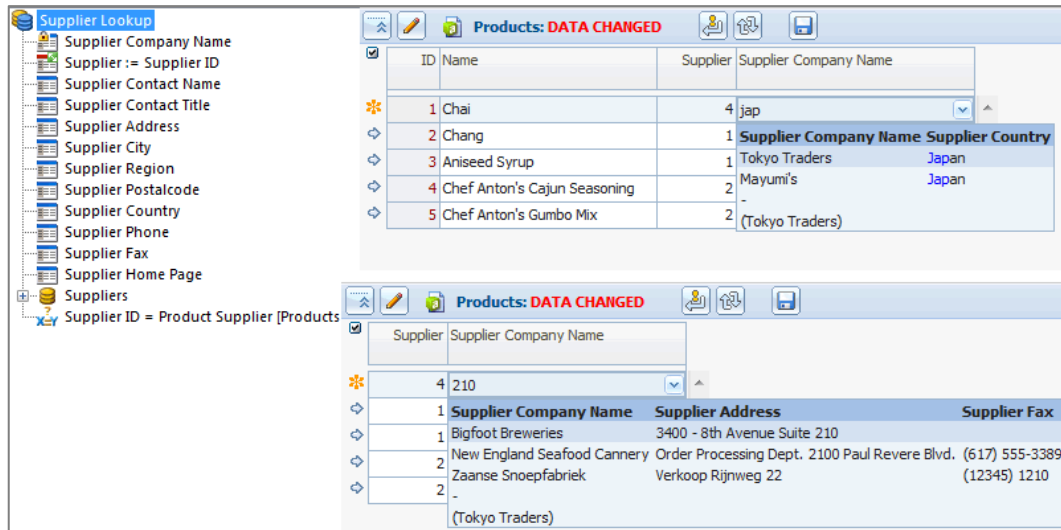 Supplier Lookup
Supplier Company Name
Supplier := Supplier ID
Supplier Contact Name
Supplier Contact Title
Supplier Address
Supplier City
Supplier Region
Supplier Postalcode
Supplier Country
Supplier Phone
Supplier Fax
Supplier Home Page
Suppliers
X=Y ? Supplier ID = Product Supplier [Products
Products: DATA CHANGED
ID Name Supplier Supplier Company Name
1 Chai 4 jap
2 Chang 1
3 Aniseed Syrup 1
4 Chef Anton's Cajun Seasoning 2
5 Chef Anton's Gumbo Mix 2
Supplier Company Name Supplier Country
Tokyo Traders Japan
Mayumi's Japan
-
(Tokyo Traders)
Products: DATA CHANGED
Supplier Supplier Company Name
4 210
1
1
2
2
Supplier Company Name Supplier Address Supplier Fax
Bigfoot Breweries 3400 - 8th Avenue Suite 210
New England Seafood Cannery Order Processing Dept. 2100 Paul Revere Blvd. (617) 555-3389
Zaanse Snoepfabriek Verkoop Rijnweg 22 (12345) 1210
-
(Tokyo Traders)